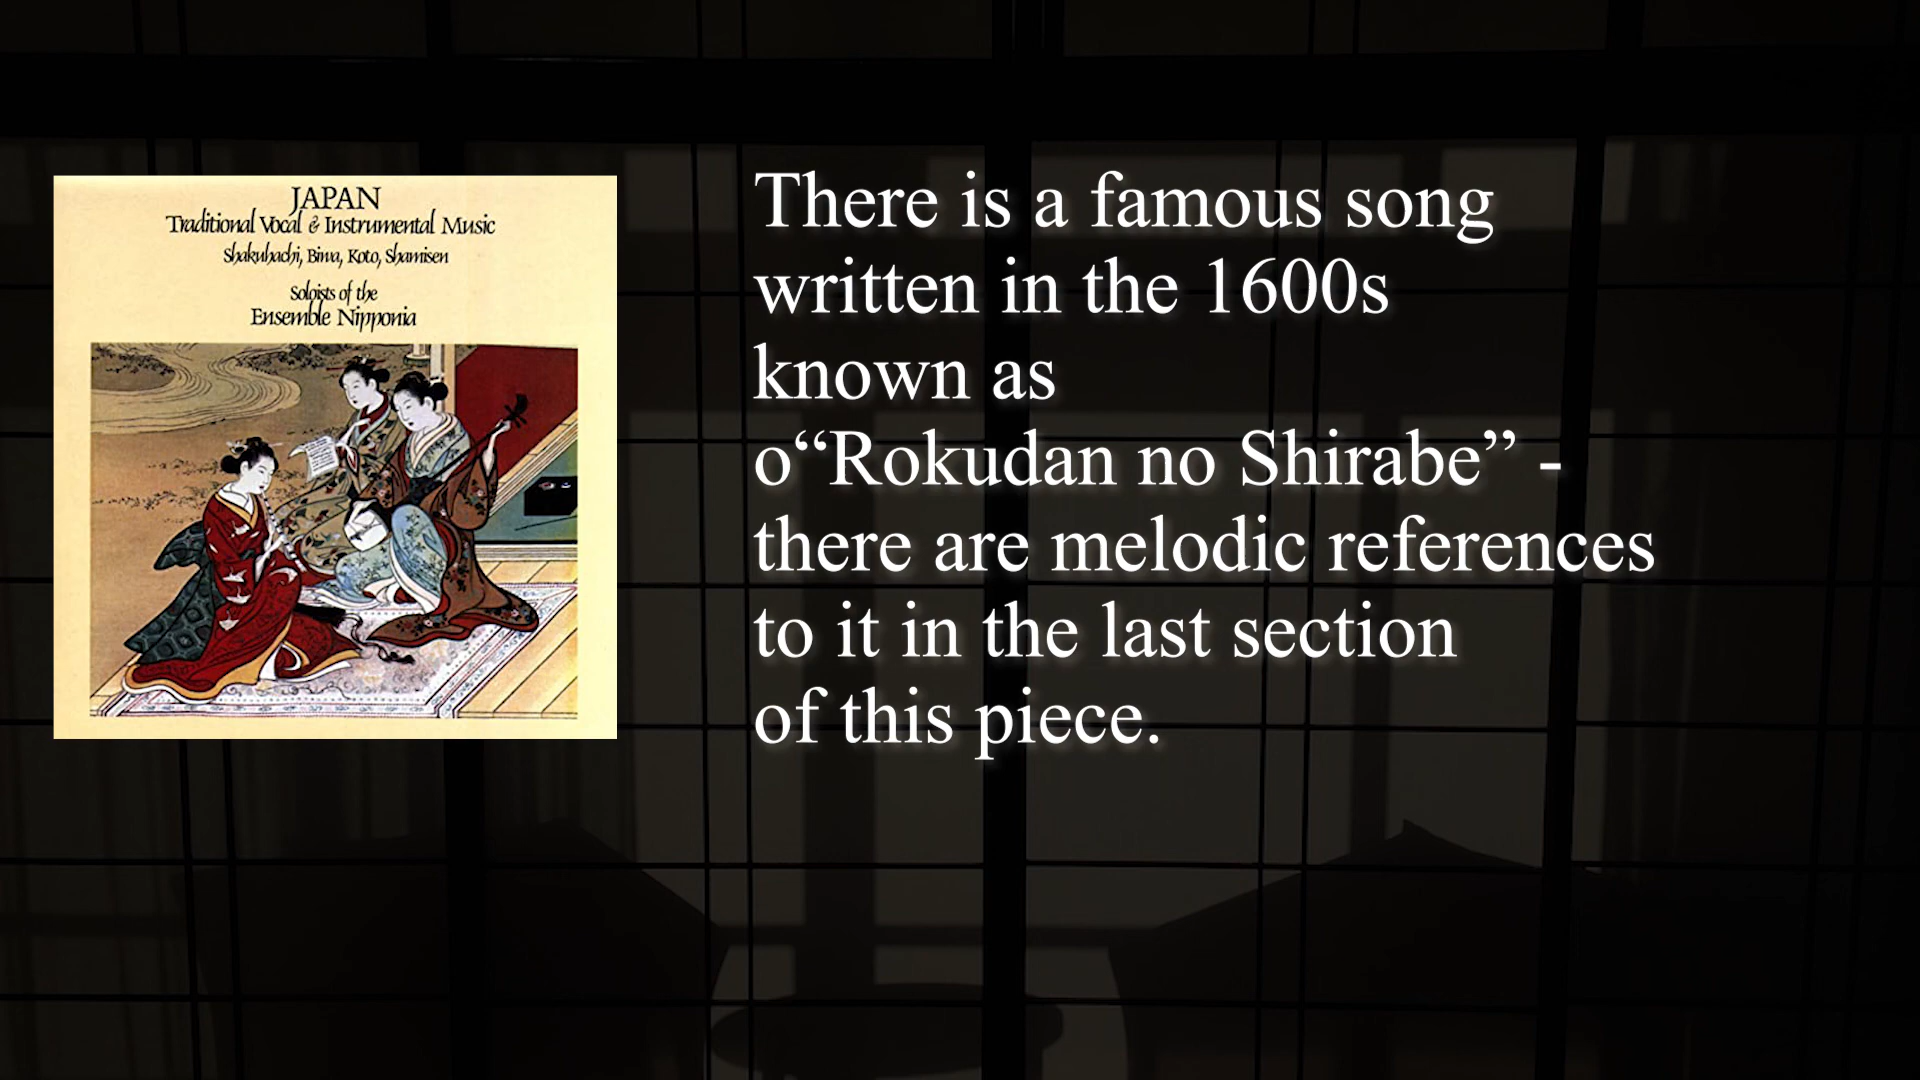 JAPAN
Traditional Vocal & Instrumental Music
Shakuhachi, Biwa, Koto, Shamisen
Soloists of the
Ensemble Nipponia
There is a famous song
written in the 1600s
known as
o“Rokudan no Shirabe” -
there are melodic references
to it in the last section
of this piece.